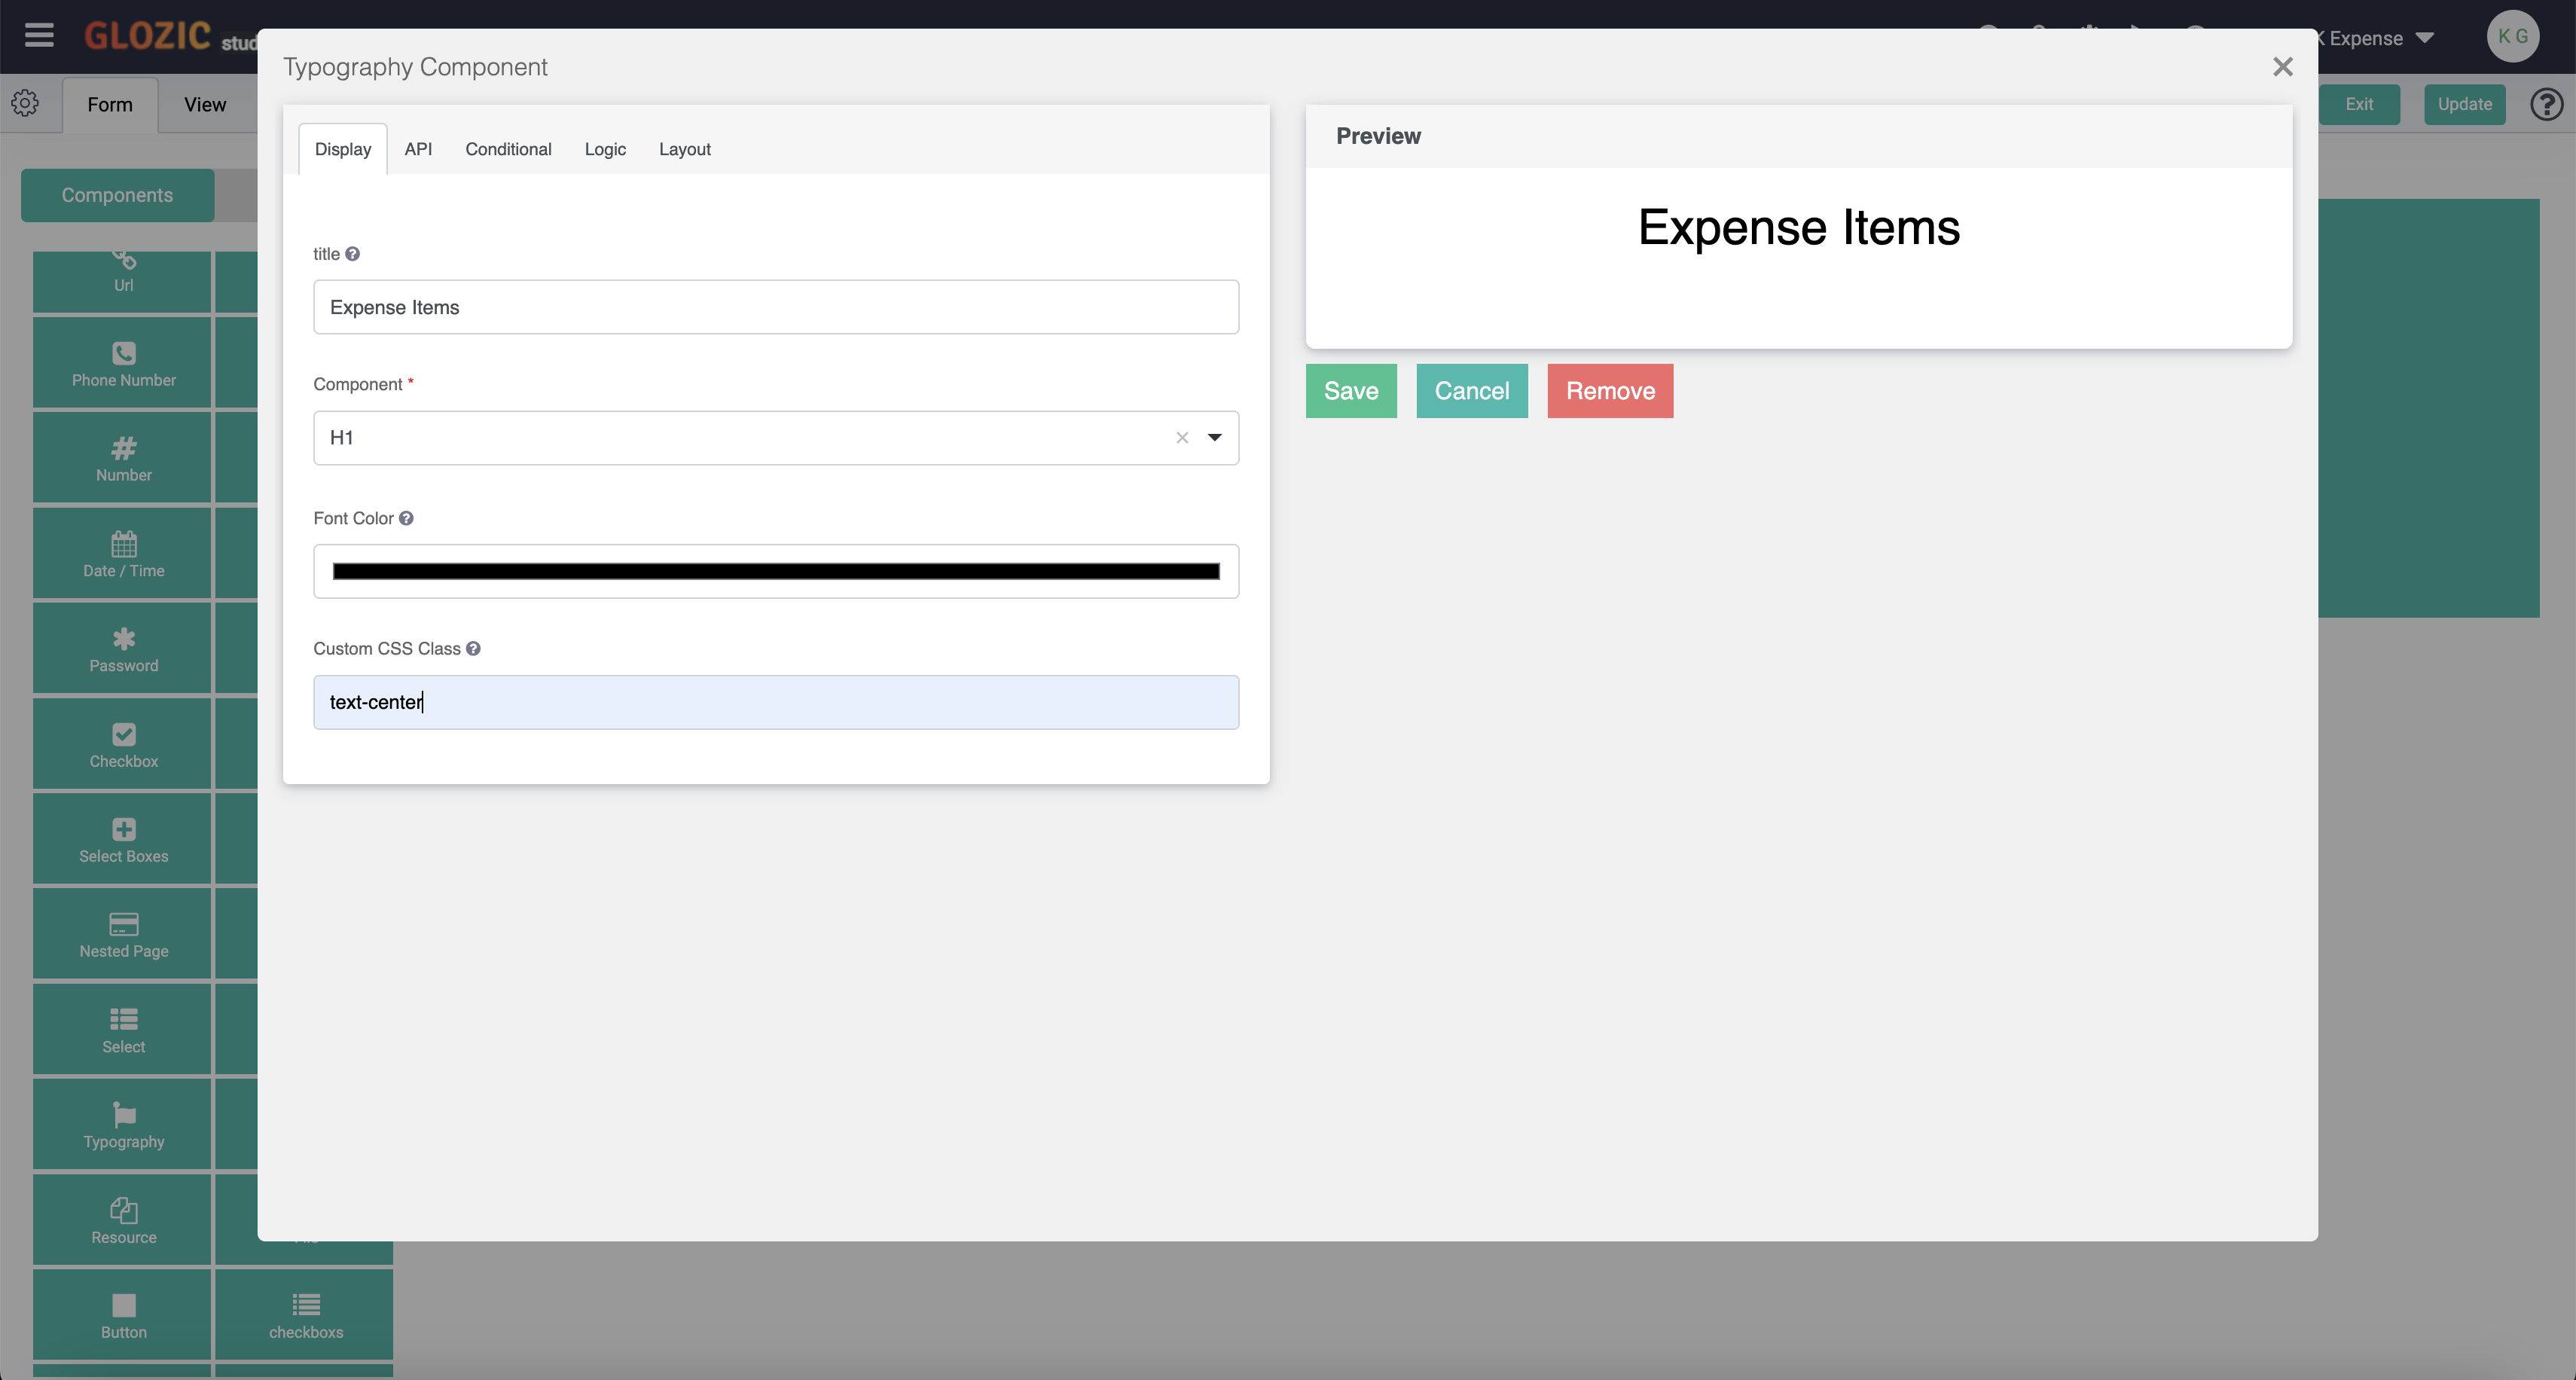 GLOZIC stud
K Expense
K G
Form
View
Exit
Update
Typography Component
Display
API
Conditional
Logic
Layout
Preview
Expense Items
title
Expense Items
Save
Cancel
Remove
Component *
H1
Font Color
Custom CSS Class
text-center
Components
Url
Phone Number
Number
Date / Time
Password
Checkbox
Select Boxes
Nested Page
Select
Typography
Resource
Button
checkboxs